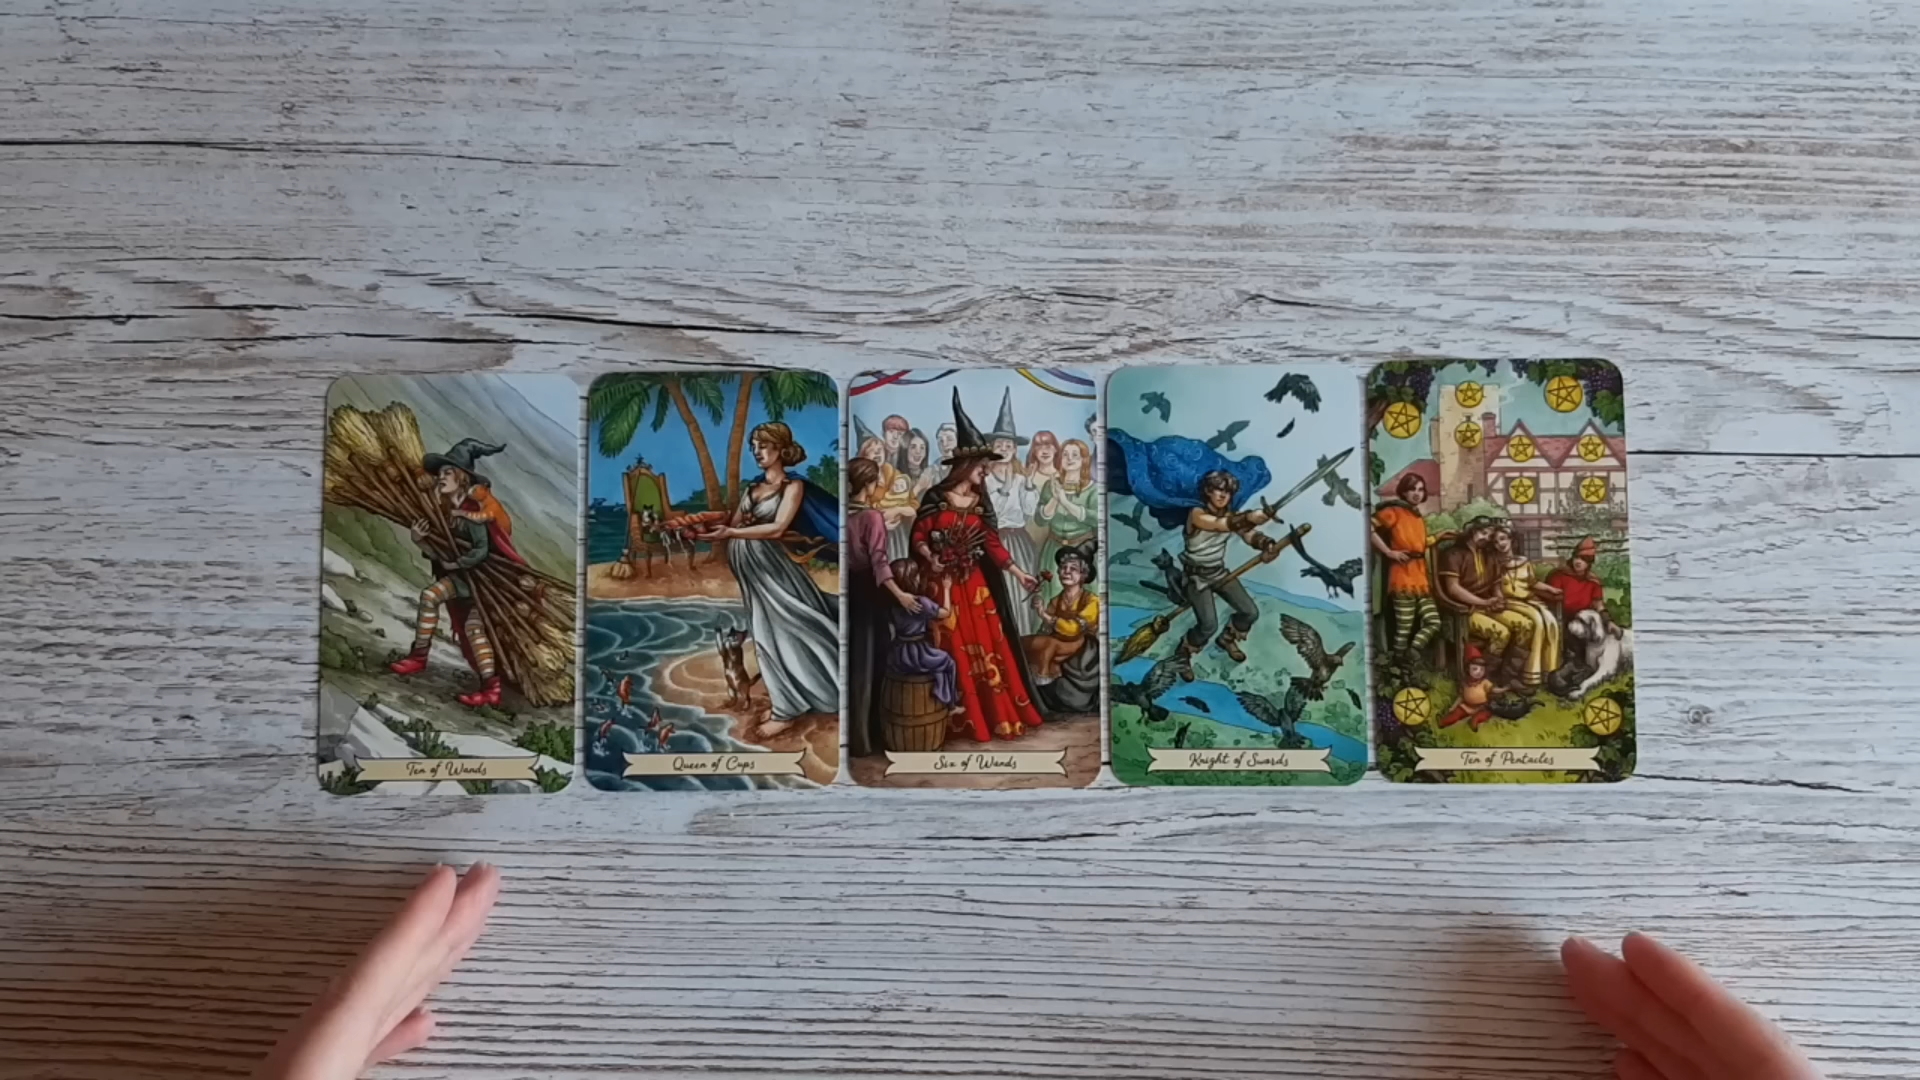 Ten of Wands
Queen of Cups
Six of Wands
Knight of Swords
Ten of Pentacles